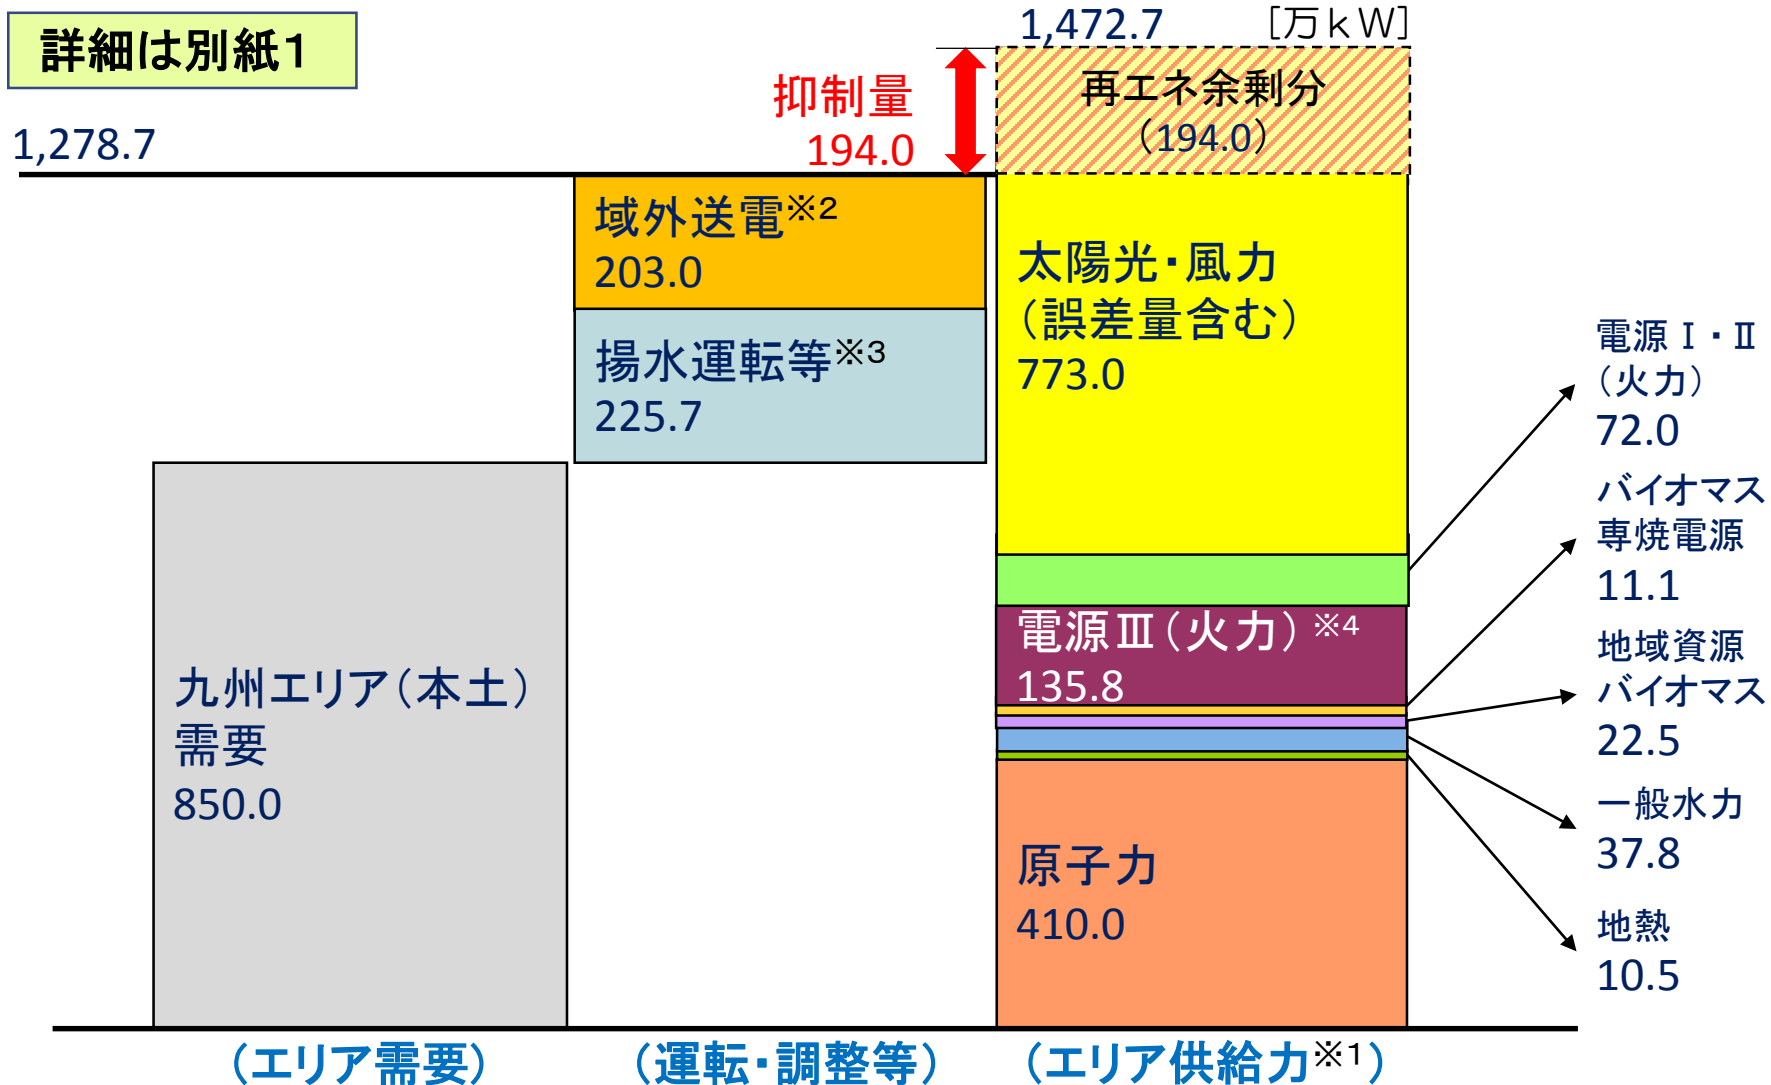 詳細は別紙1
1,472.7
[万kW]
抑制量
194.0
再エネ余剰分
(194.0)
1,278.7
域外送電※2
203.0
揚水運転等※3
225.7
太陽光・風力
(誤差量含む)
773.0
電源Ⅰ・Ⅱ
(火力)
72.0
バイオマス
専焼電源
11.1
電源Ⅲ(火力)※4
135.8
地域資源
バイオマス
22.5
九州エリア(本土)
需要
850.0
一般水力
37.8
原子力
410.0
地熱
10.5
(エリア需要)
(運転・調整等)
(エリア供給力※1)